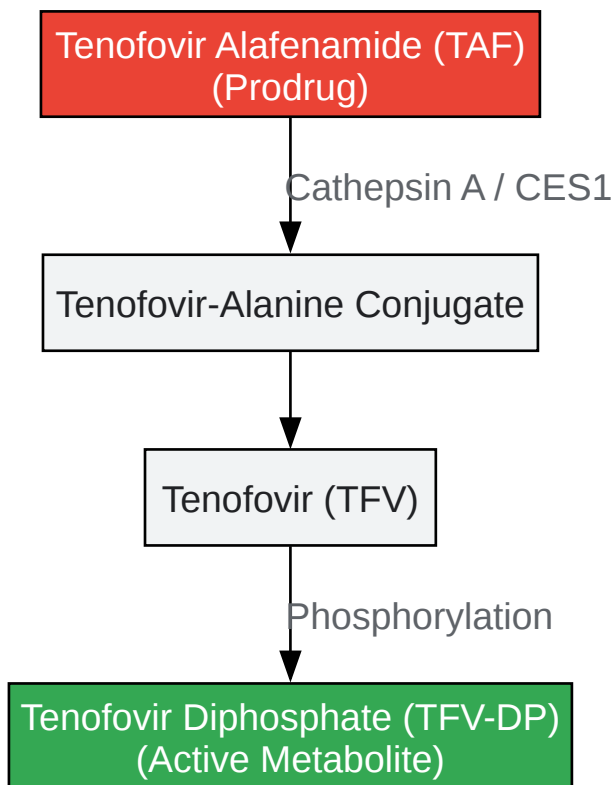 Tenofovir Alafenamide (TAF)
(Prodrug)
Cathepsin A / CES1
Tenofovir-Alanine Conjugate
Tenofovir (TFV)
Phosphorylation
Tenofovir Diphosphate (TFV-DP)
(Active Metabolite)